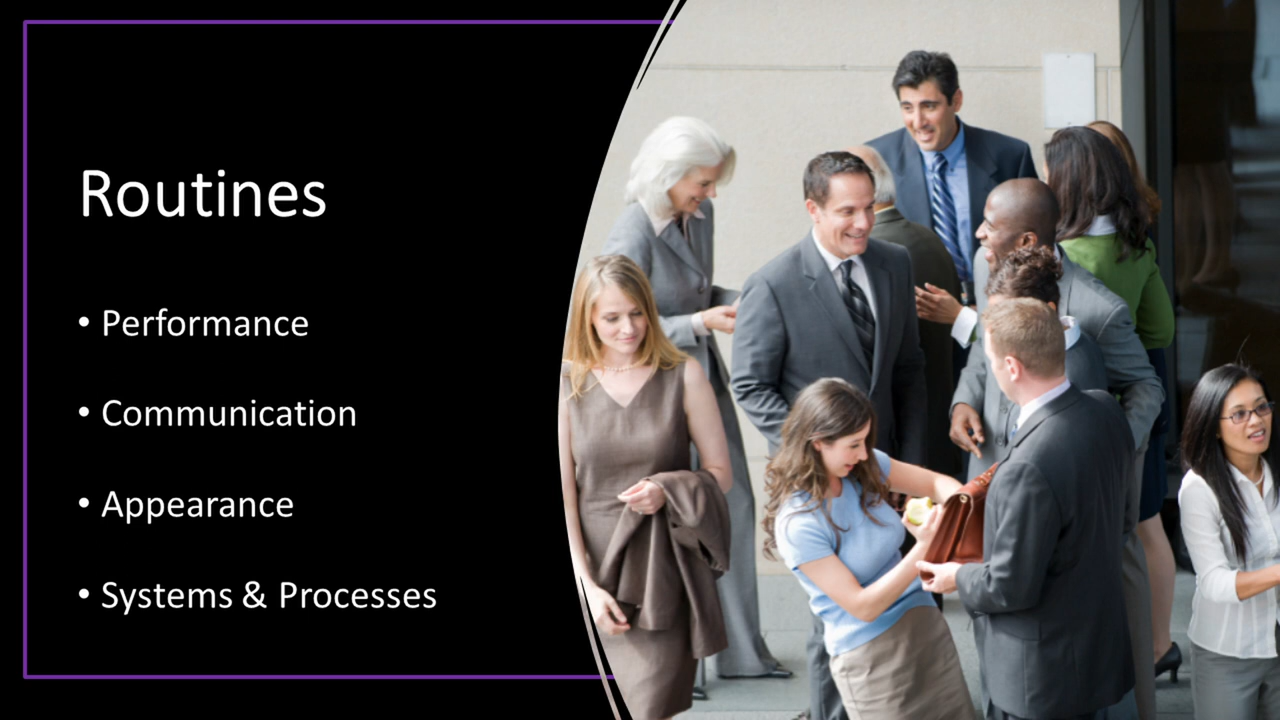 Routines
• Performance
• Communication
• Appearance
• Systems & Processes